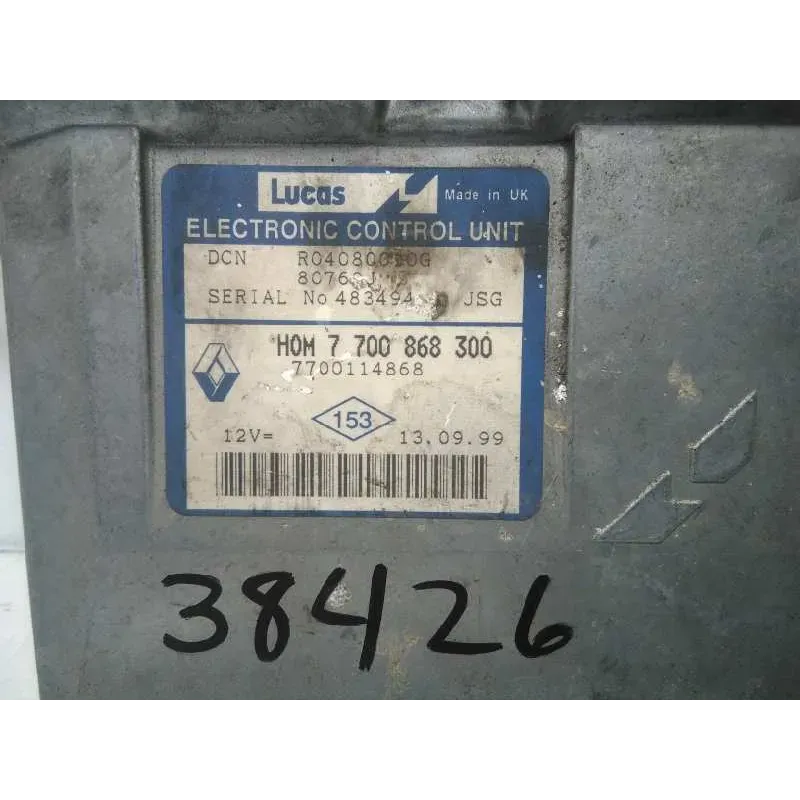 Lucas Made in UK
ELECTRONIC CONTROL UNIT
DCN
SERIAL No JSG
HOM 7 700 868 300
7700114868
153
12V= 13.09.99
38426